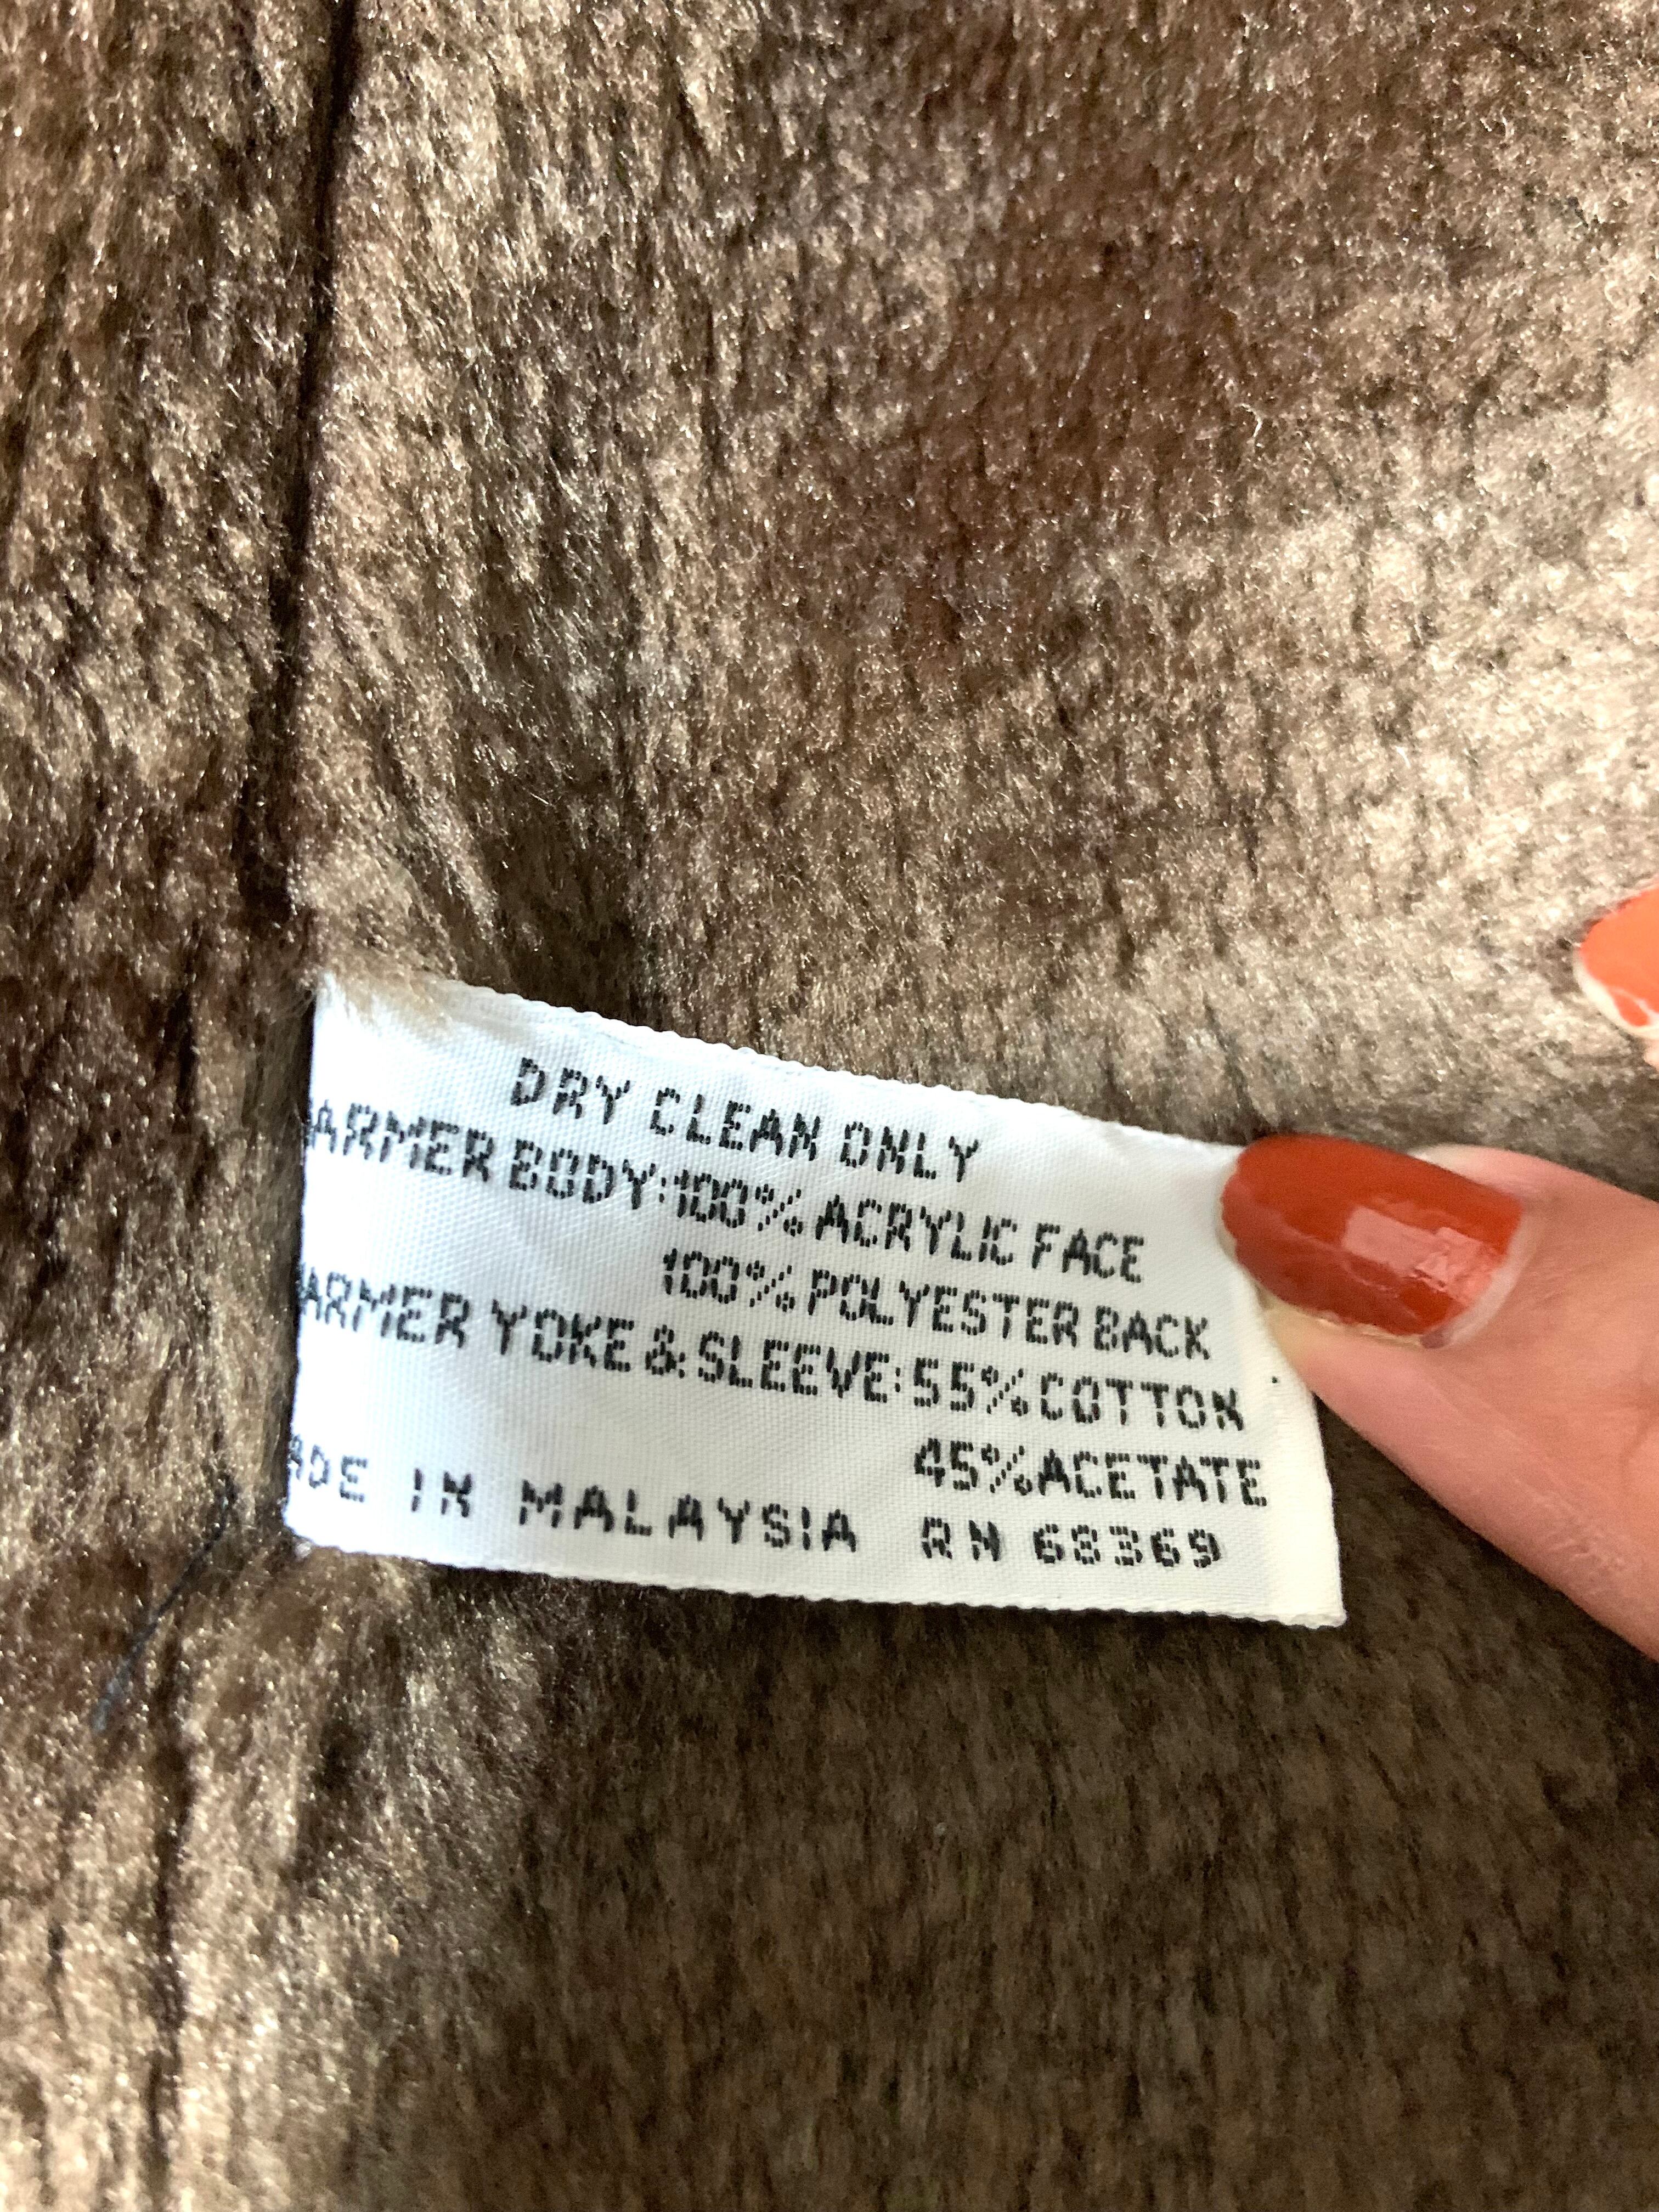 DRY CLEAN ONLY
ARMER BODY: 100% ACRYLIC FACE
100% POLYESTER BACK
ARMER YOKE & SLEEVE: 55% COTTON
45% ACETATE
ADE IN MALAYSIA RN 68369